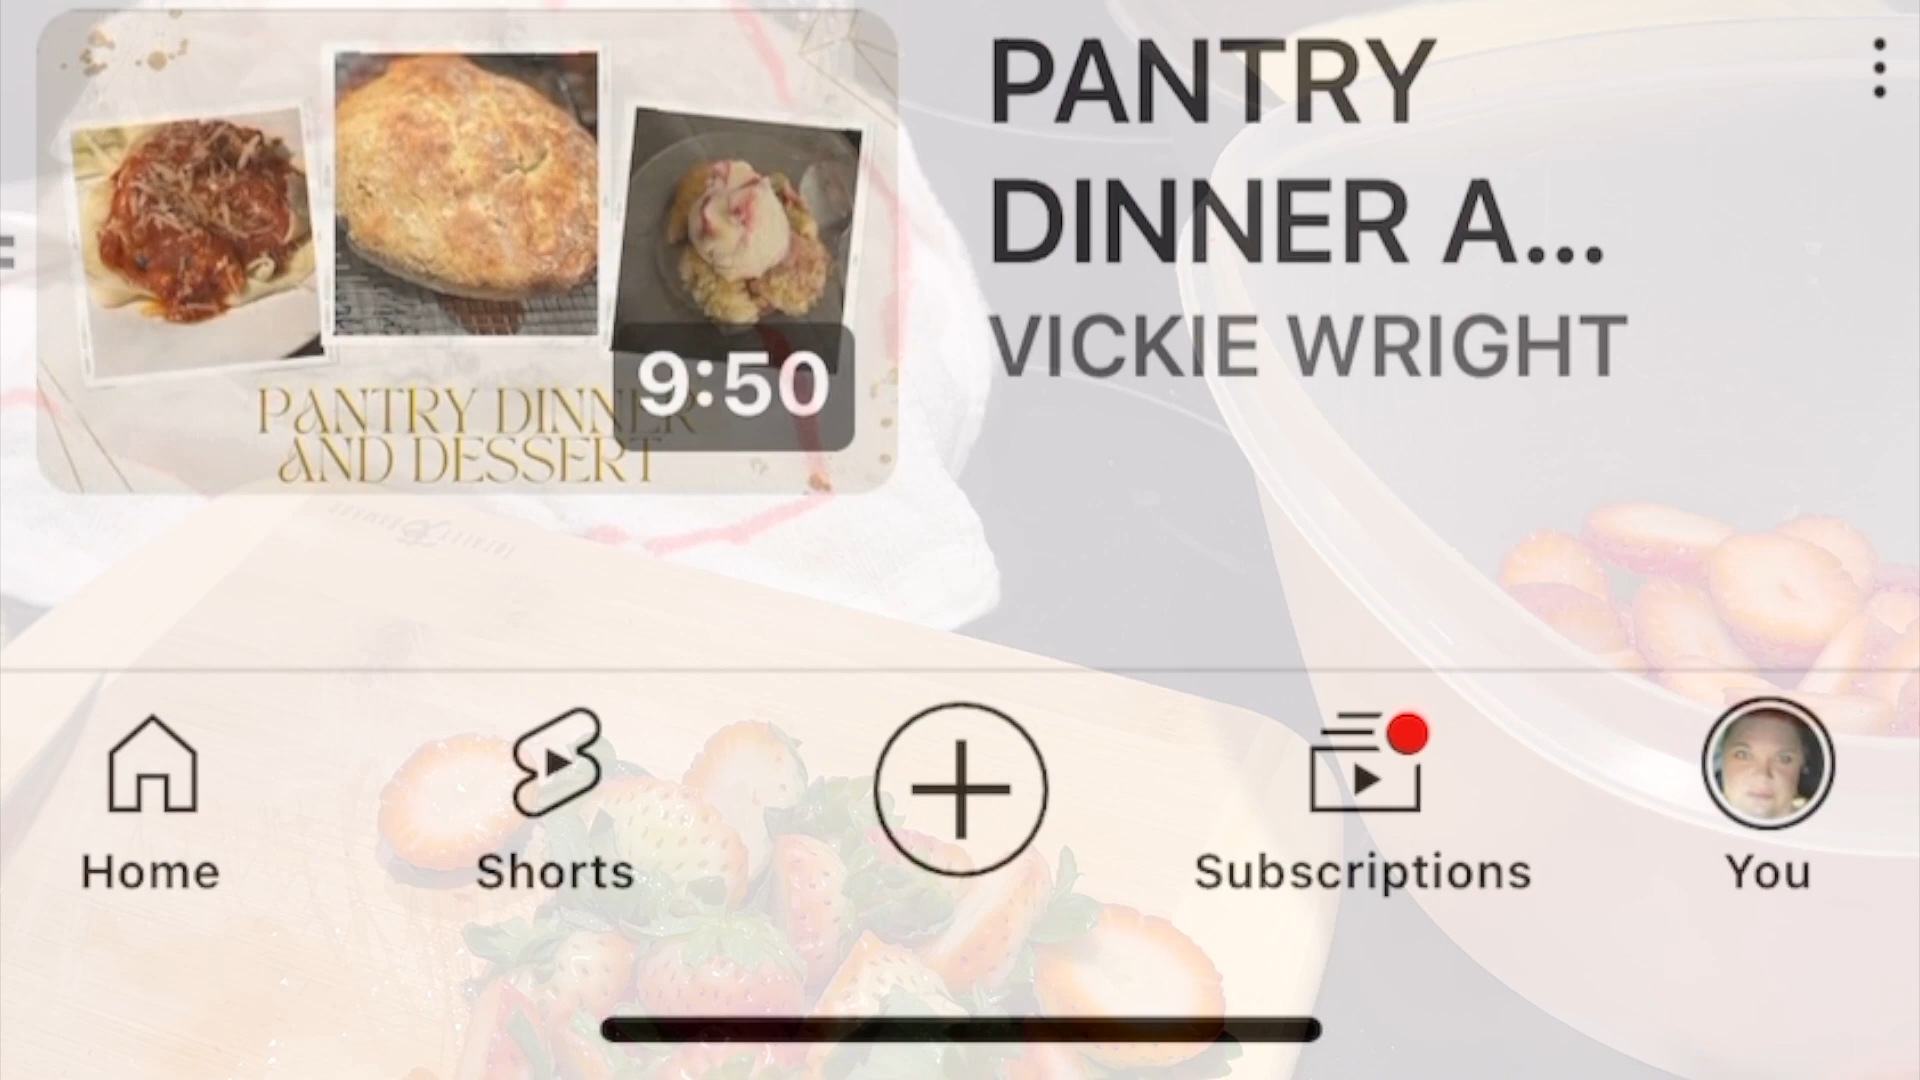 PANTRY
DINNER A...
VICKIE WRIGHT
PANTRY DINNER
AND DESSERT
9:50
Home
Shorts
Subscriptions
You